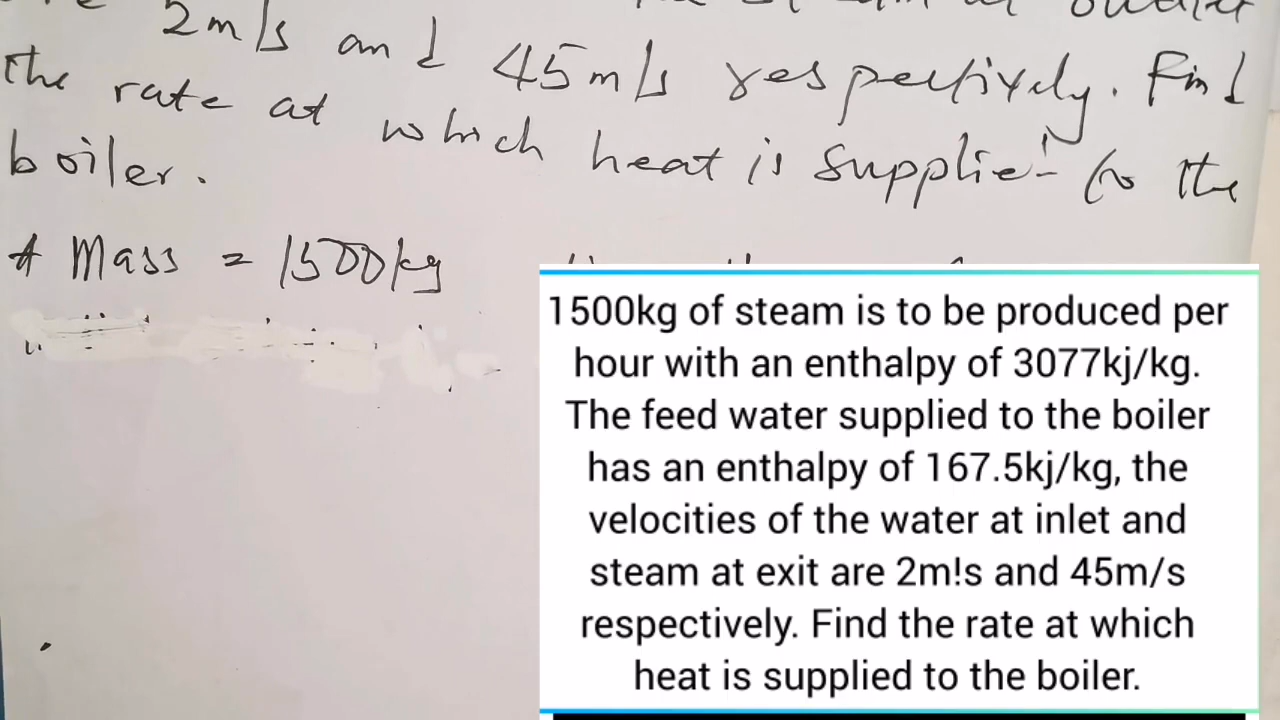 2m/s and 45m/s respectively. Find
the rate at which heat is supplied to the
boiler.
Mass = 1500kg
1500kg of steam is to be produced per
hour with an enthalpy of 3077kj/kg.
The feed water supplied to the boiler
has an enthalpy of 167.5kj/kg, the
velocities of the water at inlet and
steam at exit are 2m!s and 45m/s
respectively. Find the rate at which
heat is supplied to the boiler.